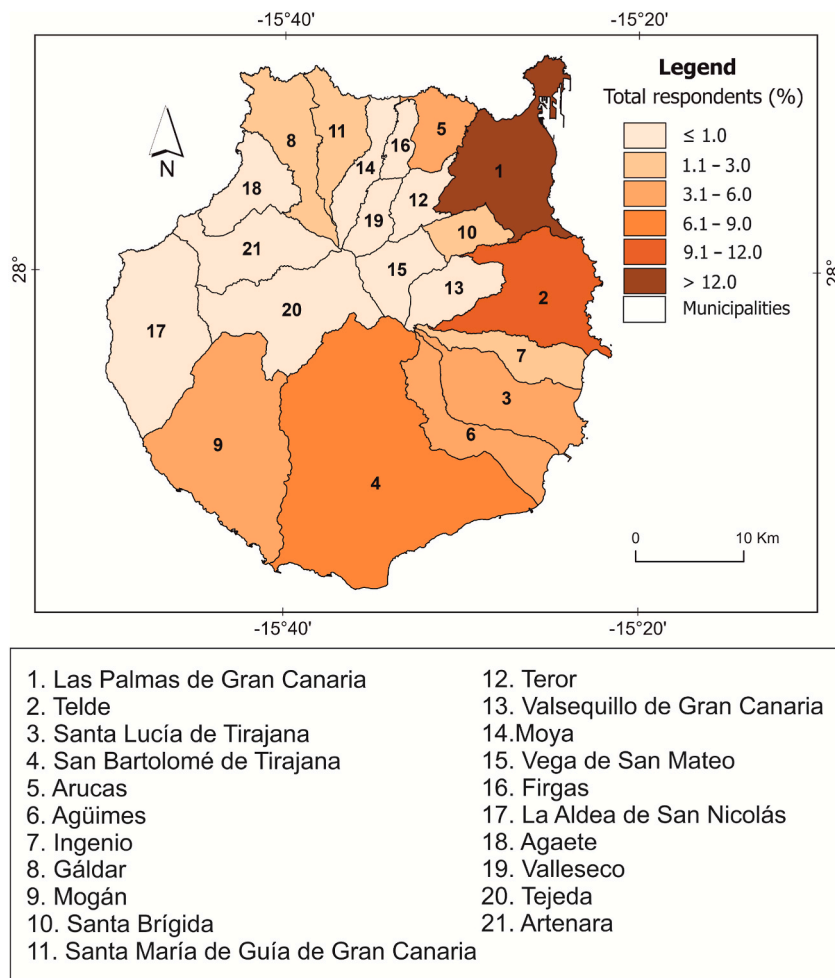 -15°40' -15°20'
Legend
Total respondents (%)
≤ 1.0
1.1 – 3.0
3.1 – 6.0
6.1 – 9.0
9.1 – 12.0
> 12.0
Municipalities
N
28° 28°
8
11
16
5
14
1
18
12
19
10
21
15
13
2
20
17
7
3
9
6
4
0 10 Km
-15°40' -15°20'
1. Las Palmas de Gran Canaria
2. Telde
3. Santa Lucía de Tirajana
4. San Bartolomé de Tirajana
5. Arucas
6. Agüimes
7. Ingenio
8. Gáldar
9. Mogán
10. Santa Brígida
11. Santa María de Guía de Gran Canaria
12. Teror
13. Valsequillo de Gran Canaria
14.Moya
15. Vega de San Mateo
16. Firgas
17. La Aldea de San Nicolás
18. Agaete
19. Valleseco
20. Tejeda
21. Artenara